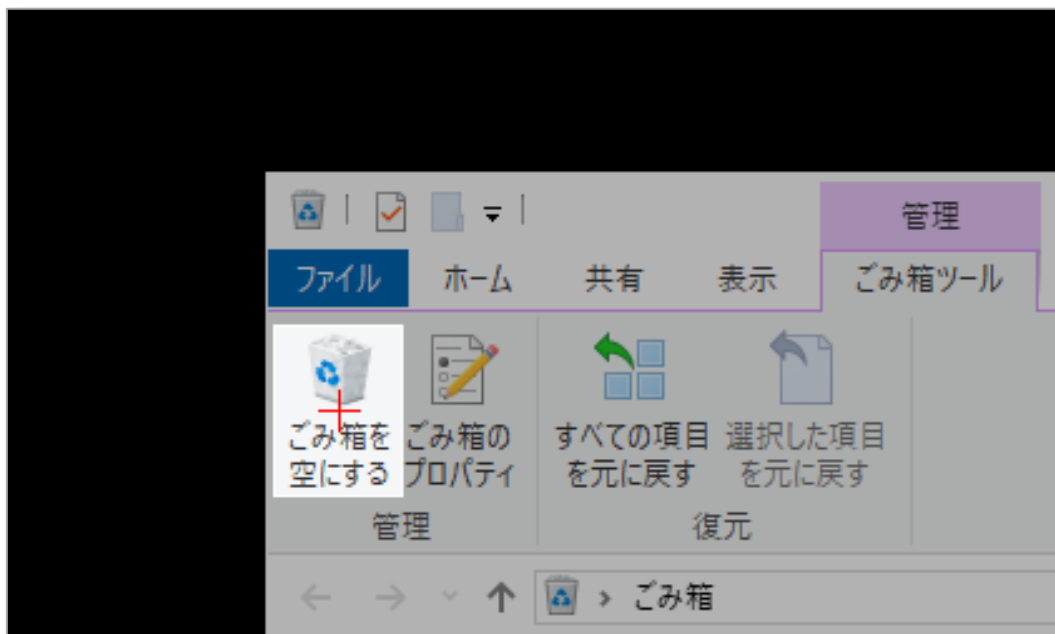 管理
ファイル ホーム 共有 表示 ごみ箱ツール
ごみ箱を 空にする
ごみ箱の プロパティ
すべての項目 を元に戻す
選択した項目 を元に戻す
管理 復元
ごみ箱